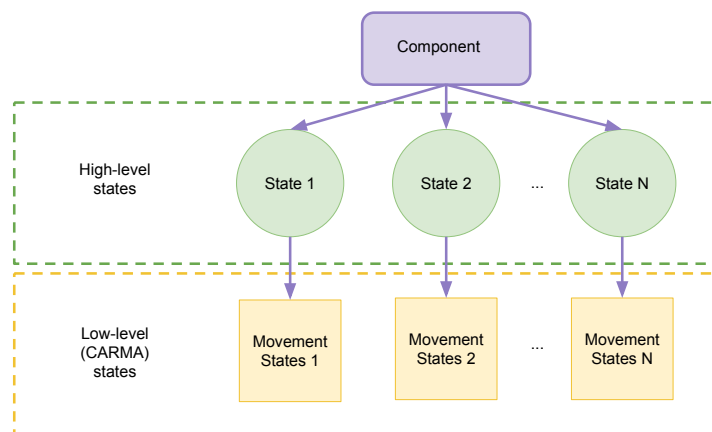 Component
High-level
states
State 1
State 2
...
State N
Low-level
(CARMA)
states
Movement
States 1
Movement
States 2
...
Movement
States N